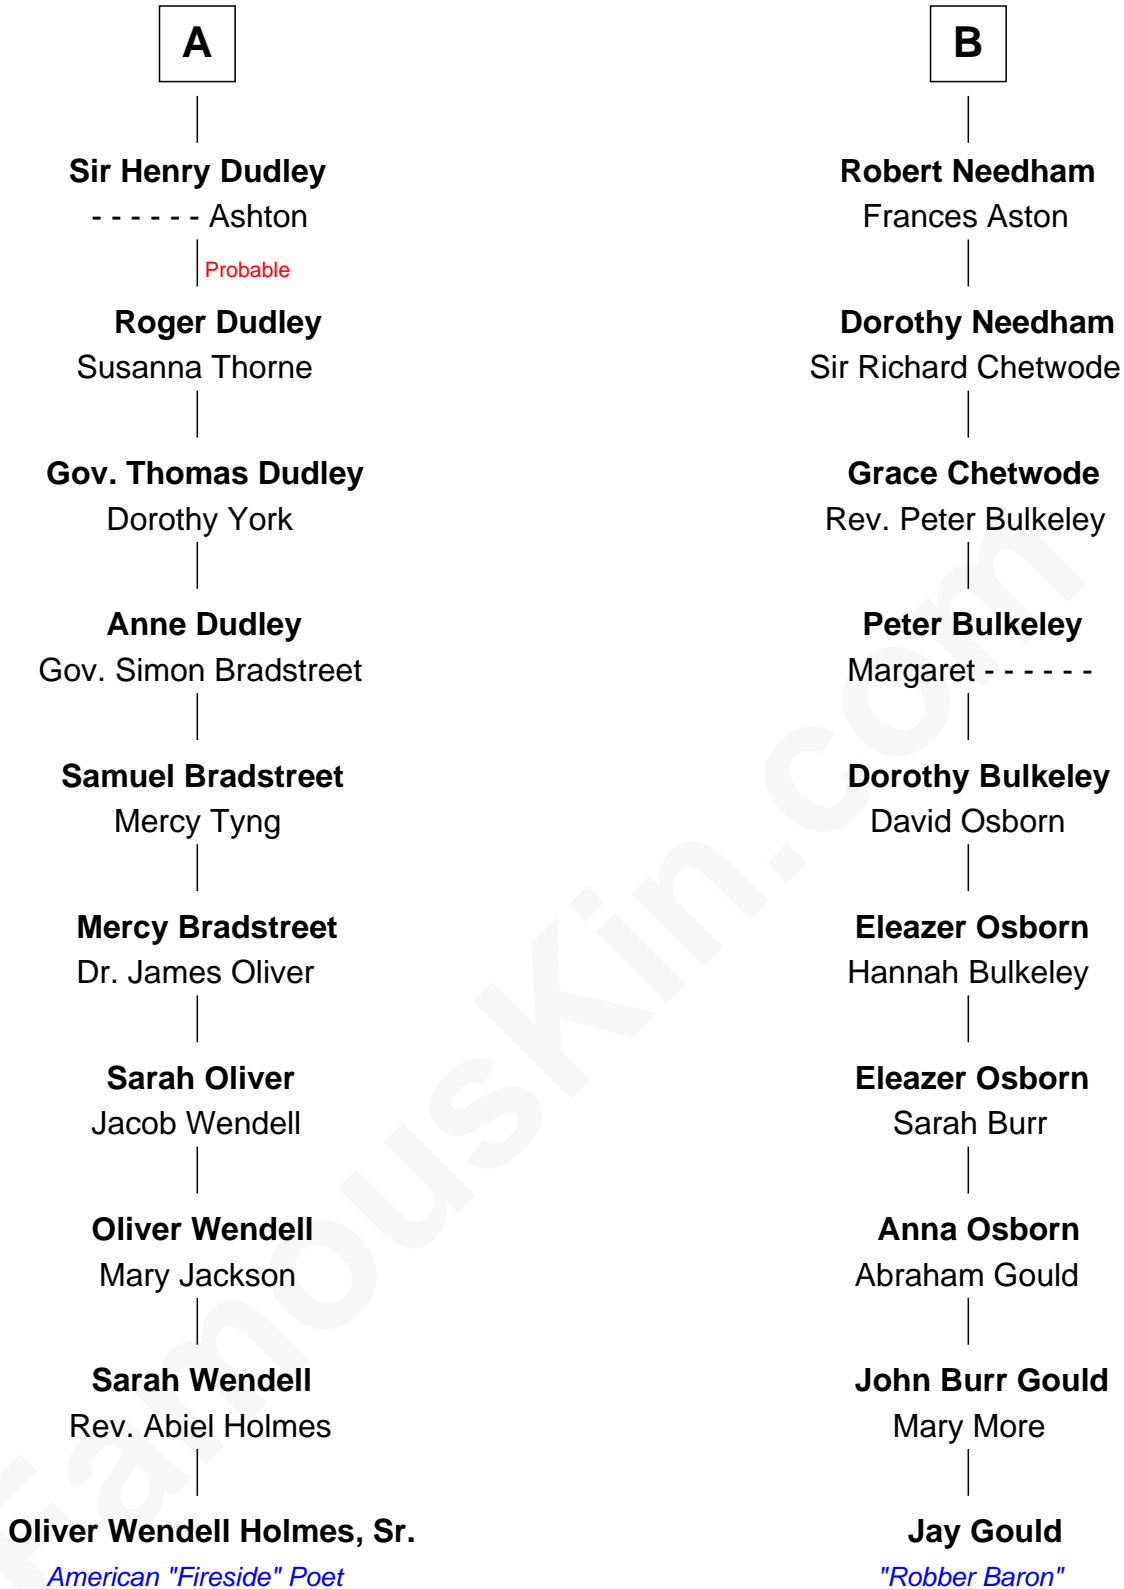 A
B
Sir Henry Dudley
Robert Needham
- - - - - - Ashton
Frances Aston
Probable
Roger Dudley
Dorothy Needham
Susanna Thorne
Sir Richard Chetwode
Gov. Thomas Dudley
Grace Chetwode
Dorothy York
Rev. Peter Bulkeley
Anne Dudley
Peter Bulkeley
Gov. Simon Bradstreet
Margaret - - - - - -
Samuel Bradstreet
Dorothy Bulkeley
Mercy Tyng
David Osborn
Mercy Bradstreet
Eleazer Osborn
Dr. James Oliver
Hannah Bulkeley
Sarah Oliver
Eleazer Osborn
Jacob Wendell
Sarah Burr
Oliver Wendell
Anna Osborn
Mary Jackson
Abraham Gould
Sarah Wendell
John Burr Gould
Rev. Abiel Holmes
Mary More
Oliver Wendell Holmes, Sr.
Jay Gould
American "Fireside" Poet
"Robber Baron"
FamousKin.com